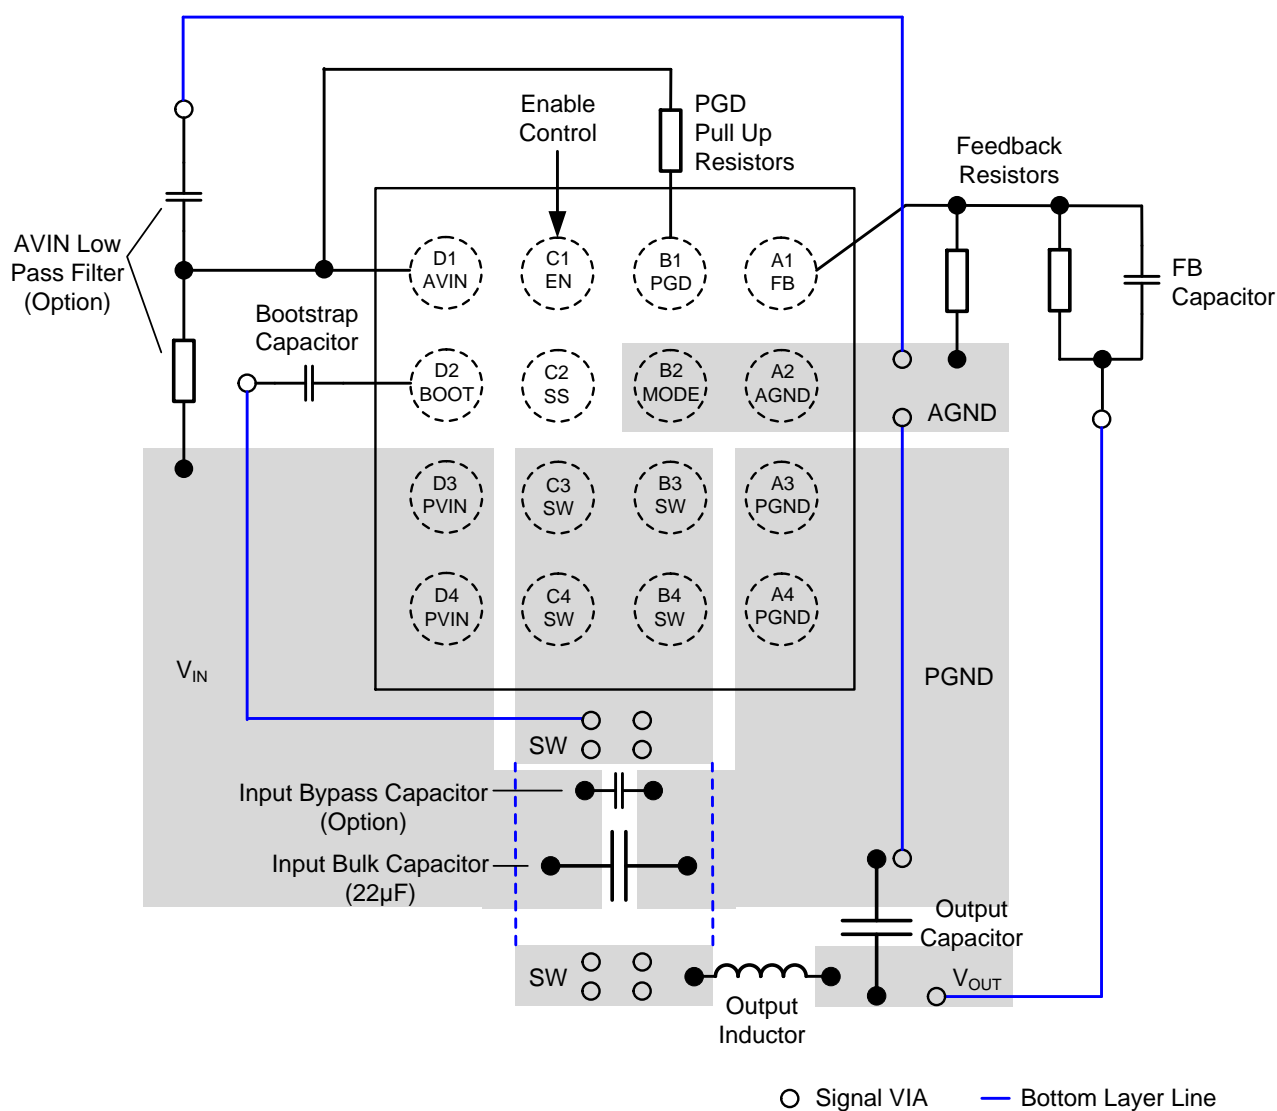 Enable
Control
PGD
Pull Up
Resistors
Feedback
Resistors
AVIN Low
Pass Filter
(Option)
D1
AVIN
C1
EN
B1
PGD
A1
FB
FB
Capacitor
Bootstrap
Capacitor
D2
BOOT
C2
SS
B2
MODE
A2
AGND
AGND
D3
PVIN
C3
SW
B3
SW
A3
PGND
D4
PVIN
C4
SW
B4
SW
A4
PGND
VIN
PGND
SW
Input Bypass Capacitor
(Option)
Input Bulk Capacitor
(22µF)
Output
Capacitor
SW
VOUT
Output
Inductor
Signal VIA
Bottom Layer Line